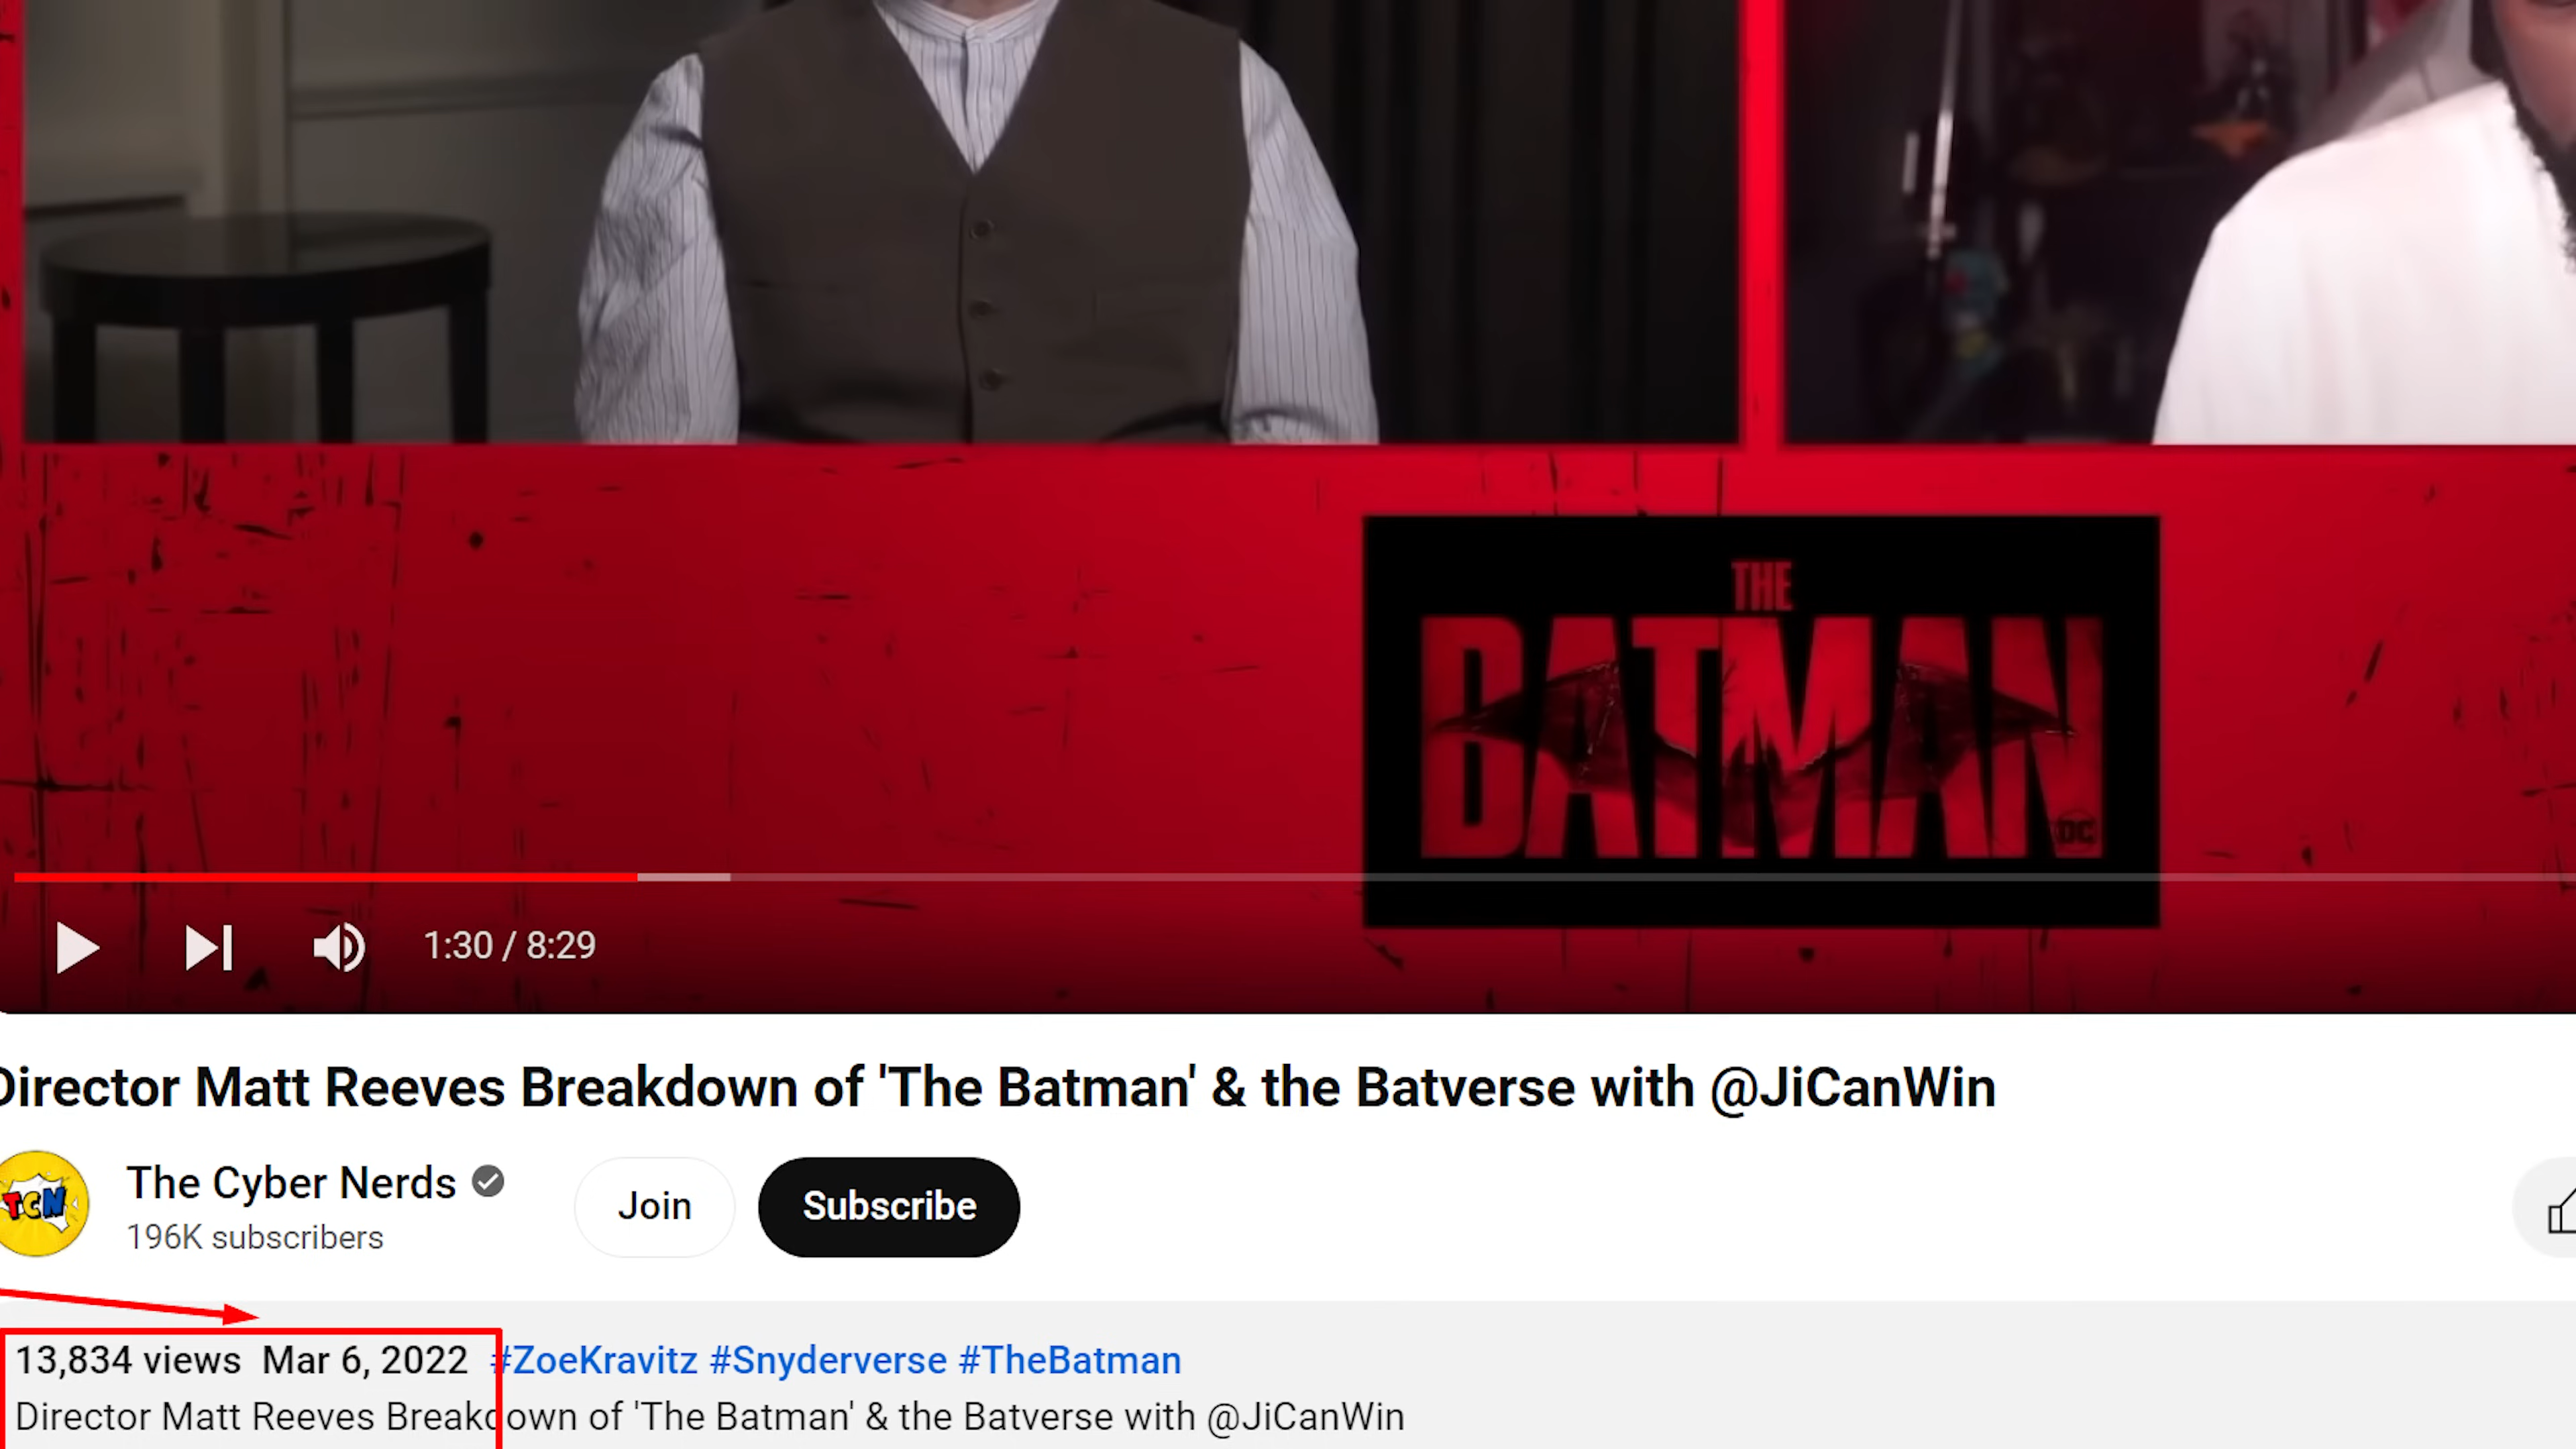 THE
BATMAN
DC
1:30 / 8:29
Director Matt Reeves Breakdown of 'The Batman' & the Batverse with @JiCanWin
TCN
The Cyber Nerds
196K subscribers
Join
Subscribe
13,834 views Mar 6, 2022 #ZoeKravitz #Snyderverse #TheBatman
Director Matt Reeves Breakdown of 'The Batman' & the Batverse with @JiCanWin